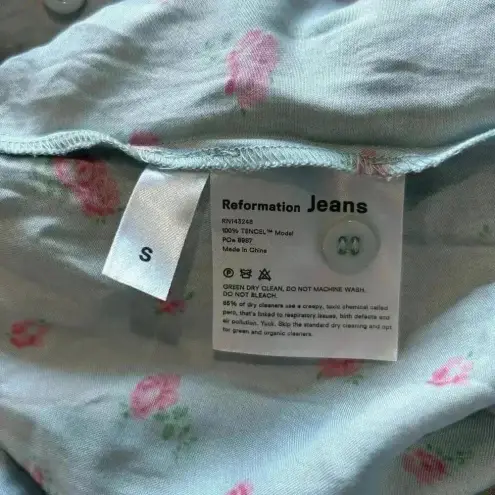 Reformation Jeans
RN143248
100% TENCEL™ Modal
PO# 8867
Made in China
S
GREEN DRY CLEAN, DO NOT MACHINE WASH.
DO NOT BLEACH.
85% of dry cleaners use a creepy, toxic chemical called
perc, that's linked to respiratory issues, birth defects and
air pollution. Yuck. Skip the standard dry cleaning and opt
for green and organic cleaners.